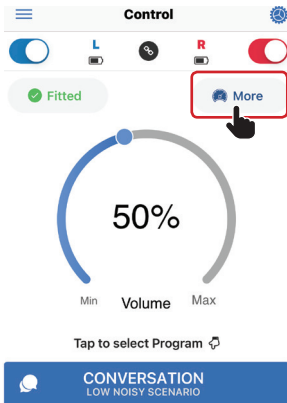 Control
L R
Fitted
More
50%
Min Volume Max
Tap to select Program
CONVERSATION
LOW NOISY SCENARIO